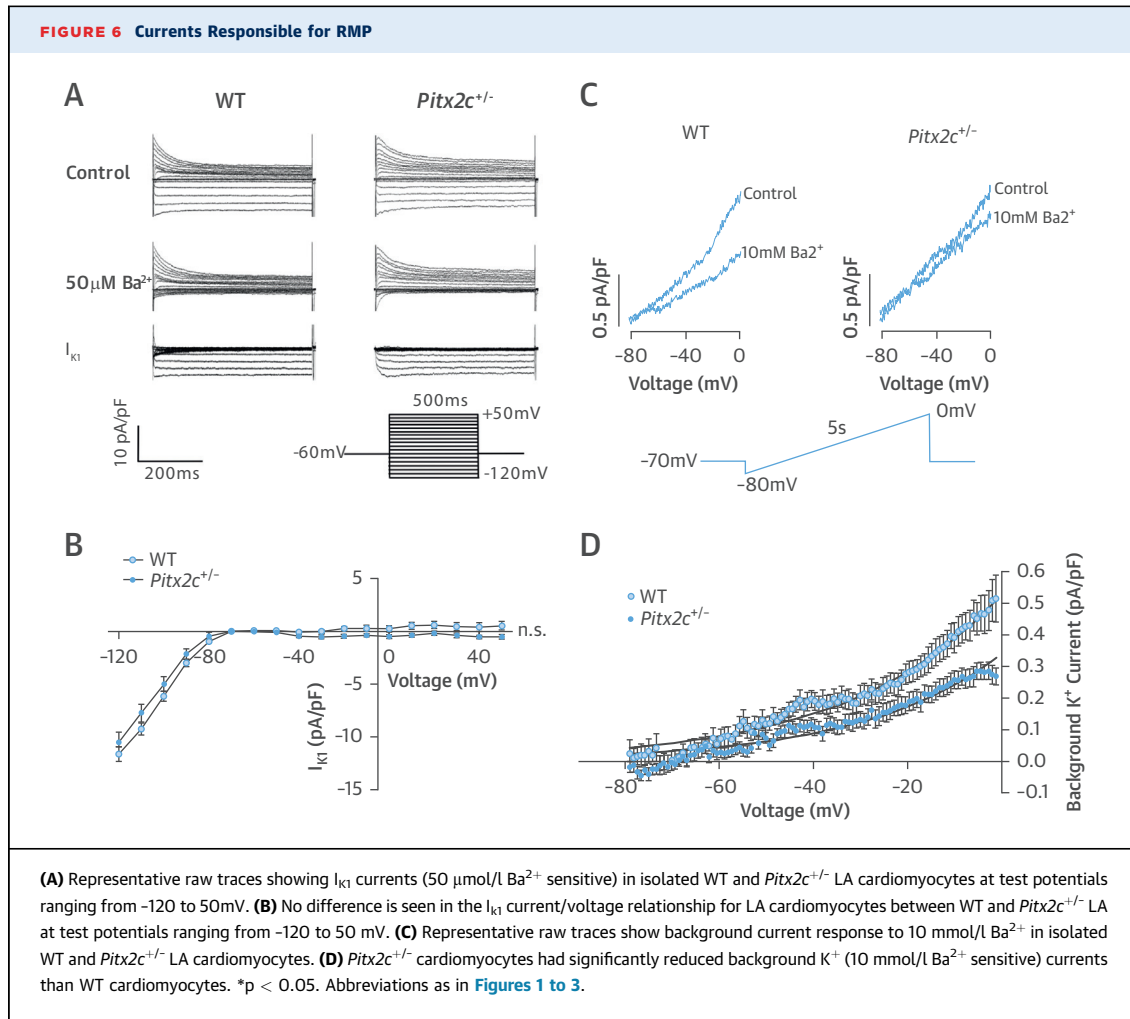 FIGURE 6 Currents Responsible for RMP
A
WT
Pitx2c+/-
Control
50μM Ba2+
IK1
10 pA/pF
200ms
500ms
+50mV
-60mV
-120mV
C
WT
Pitx2c+/-
Control
10mM Ba2+
Control
10mM Ba2+
0.5 pA/pF
0.5 pA/pF
-80
-40
0
-80
-40
0
Voltage (mV)
Voltage (mV)
5s
0mV
-70mV
-80mV
B
WT
Pitx2c+/-
5
n.s.
-120
-80
-40
0
40
Voltage (mV)
-5
-10
-15
IK1 (pA/pF)
D
WT
Pitx2c+/-
0.6
0.5
0.4
0.3
0.2
0.1
0.0
-0.1
Background K+ Current (pA/pF)
-80
-60
-40
-20
Voltage (mV)
(A) Representative raw traces showing IK1 currents (50 μmol/l Ba2+ sensitive) in isolated WT and Pitx2c+/- LA cardiomyocytes at test potentials
ranging from -120 to 50mV. (B) No difference is seen in the Ik1 current/voltage relationship for LA cardiomyocytes between WT and Pitx2c+/- LA
at test potentials ranging from -120 to 50 mV. (C) Representative raw traces show background current response to 10 mmol/l Ba2+ in isolated
WT and Pitx2c+/- LA cardiomyocytes. (D) Pitx2c+/- cardiomyocytes had significantly reduced background K+ (10 mmol/l Ba2+ sensitive) currents
than WT cardiomyocytes. *p < 0.05. Abbreviations as in Figures 1 to 3.